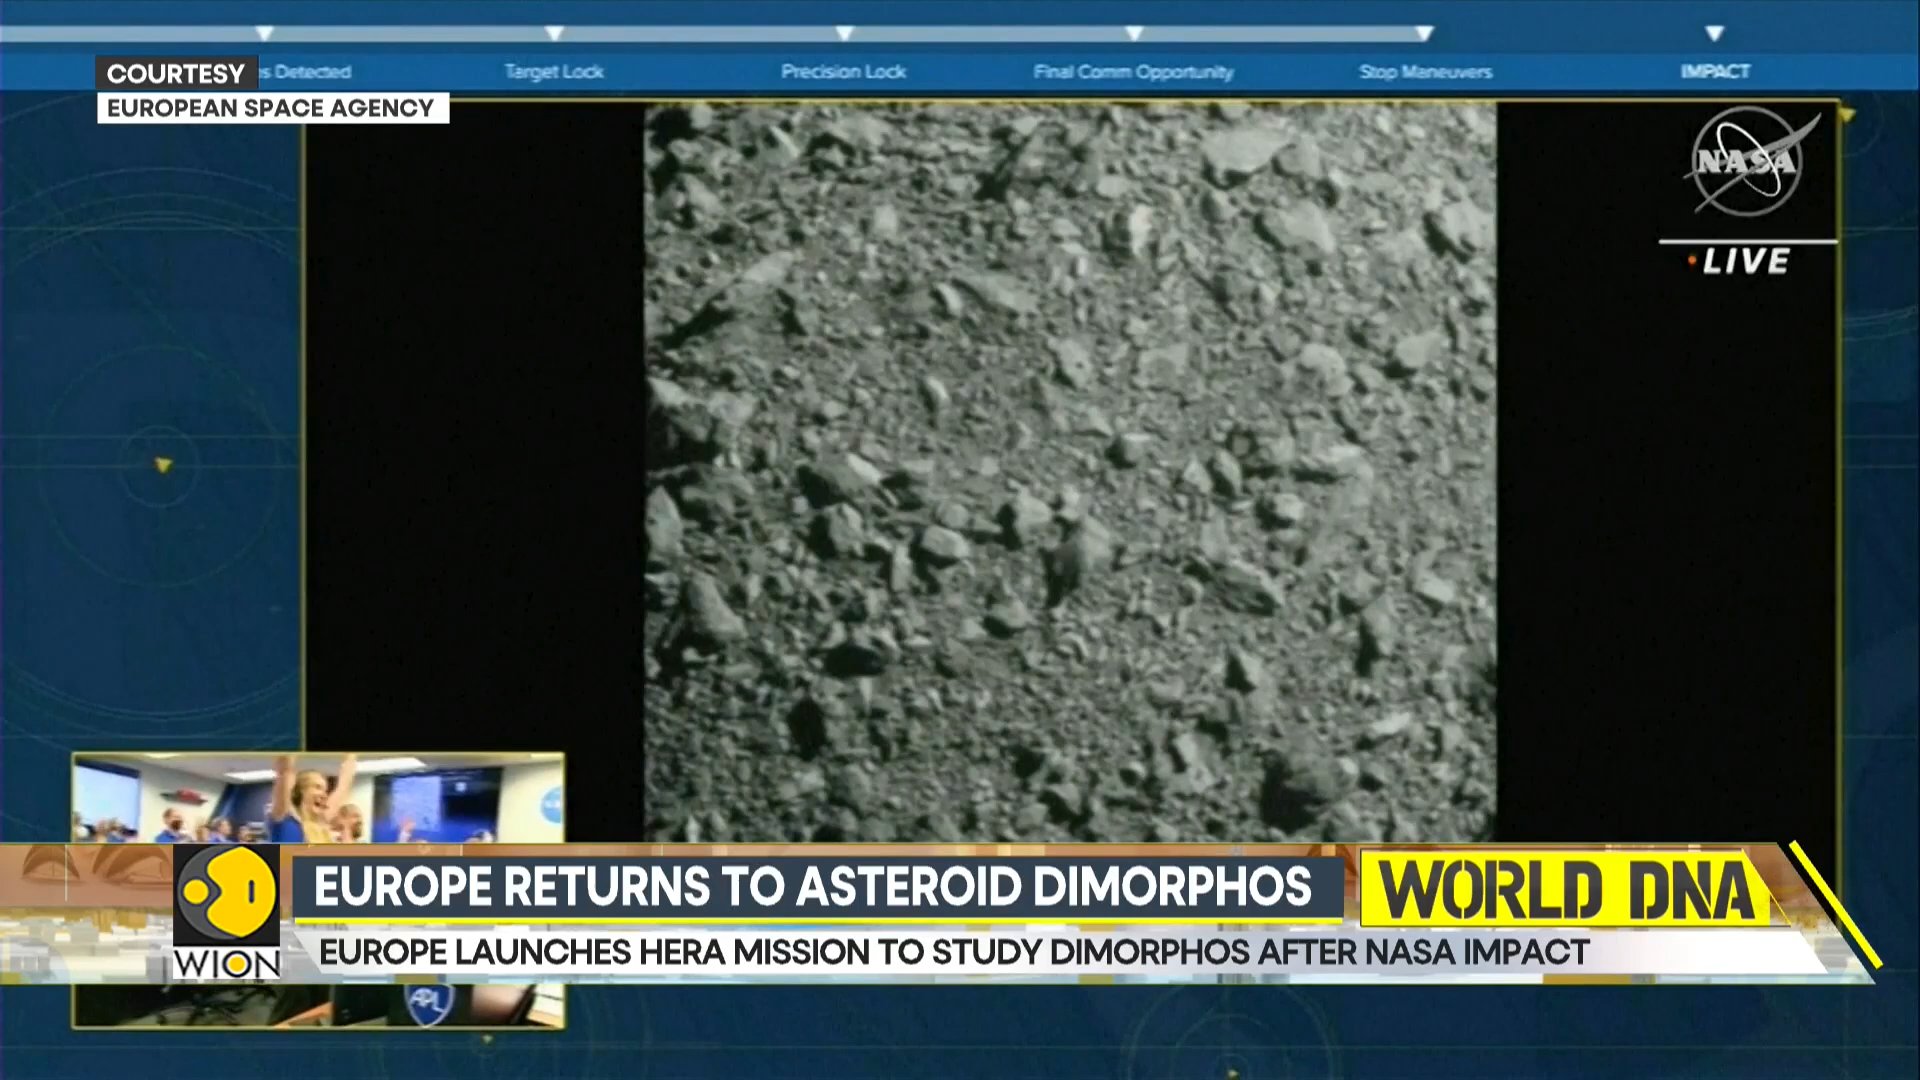 COURTESY
EUROPEAN SPACE AGENCY
Detected
Target Lock
Precision Lock
Final Comm Opportunity
Stop Maneuvers
IMPACT
NASA
LIVE
EUROPE RETURNS TO ASTEROID DIMORPHOS
WORLD DNA
EUROPE LAUNCHES HERA MISSION TO STUDY DIMORPHOS AFTER NASA IMPACT
WION
APL